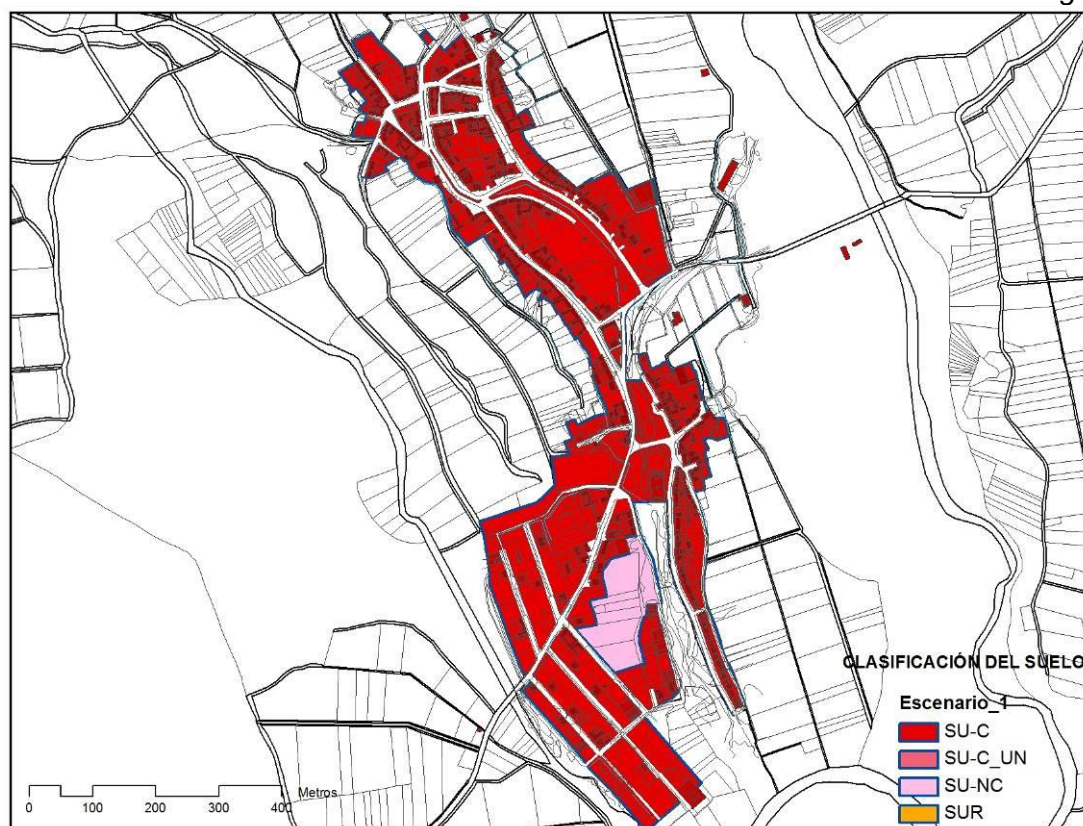 g
CLASIFICACIÓN DEL SUELO
Escenario_1
SU-C
SU-C_UN
SU-NC
SUR
0 100 200 300 400 Metros